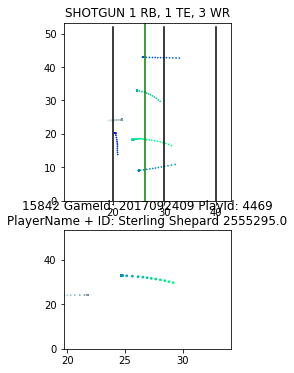 SHOTGUN 1 RB, 1 TE, 3 WR
50
40
30
20
10
0
20 30 40
15842 GameId: 2017092409 PlayId: 4469
PlayerName + ID: Sterling Shepard 2555295.0
40
20
0
20 25 30